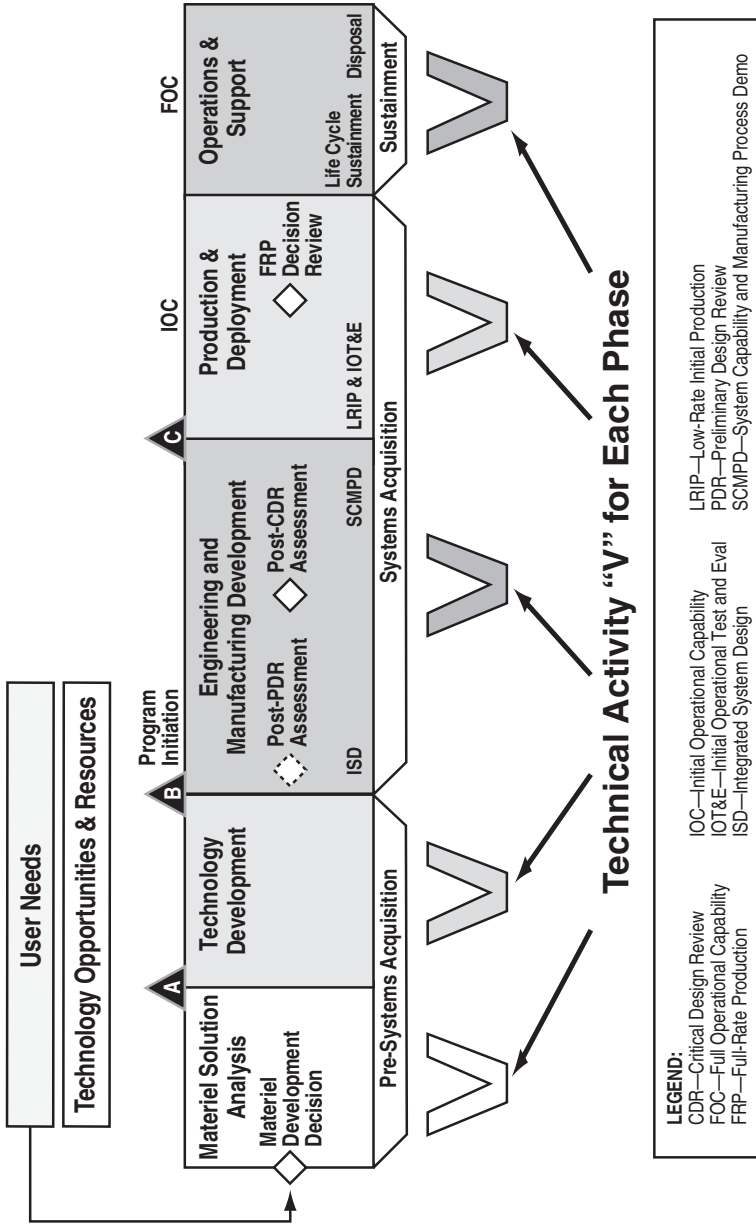 User Needs
Technology Opportunities & Resources
Program
Initiation
IOC
FOC
A
B
C
Materiel Solution
Analysis
Materiel
Development
Decision
Technology
Development
Engineering and
Manufacturing Development
Post-PDR
Assessment
Post-CDR
Assessment
ISD
SCMPD
Production &
Deployment
FRP
Decision
Review
LRIP & IOT&E
Operations &
Support
Life Cycle
Sustainment
Disposal
Pre-Systems Acquisition
Systems Acquisition
Sustainment
Technical Activity “V” for Each Phase
LEGEND:
CDR—Critical Design Review
FOC—Full Operational Capability
FRP—Full-Rate Production
IOC—Initial Operational Capability
IOT&E—Initial Operational Test and Eval
ISD—Integrated System Design
LRIP—Low-Rate Initial Production
PDR—Preliminary Design Review
SCMPD—System Capability and Manufacturing Process Demo